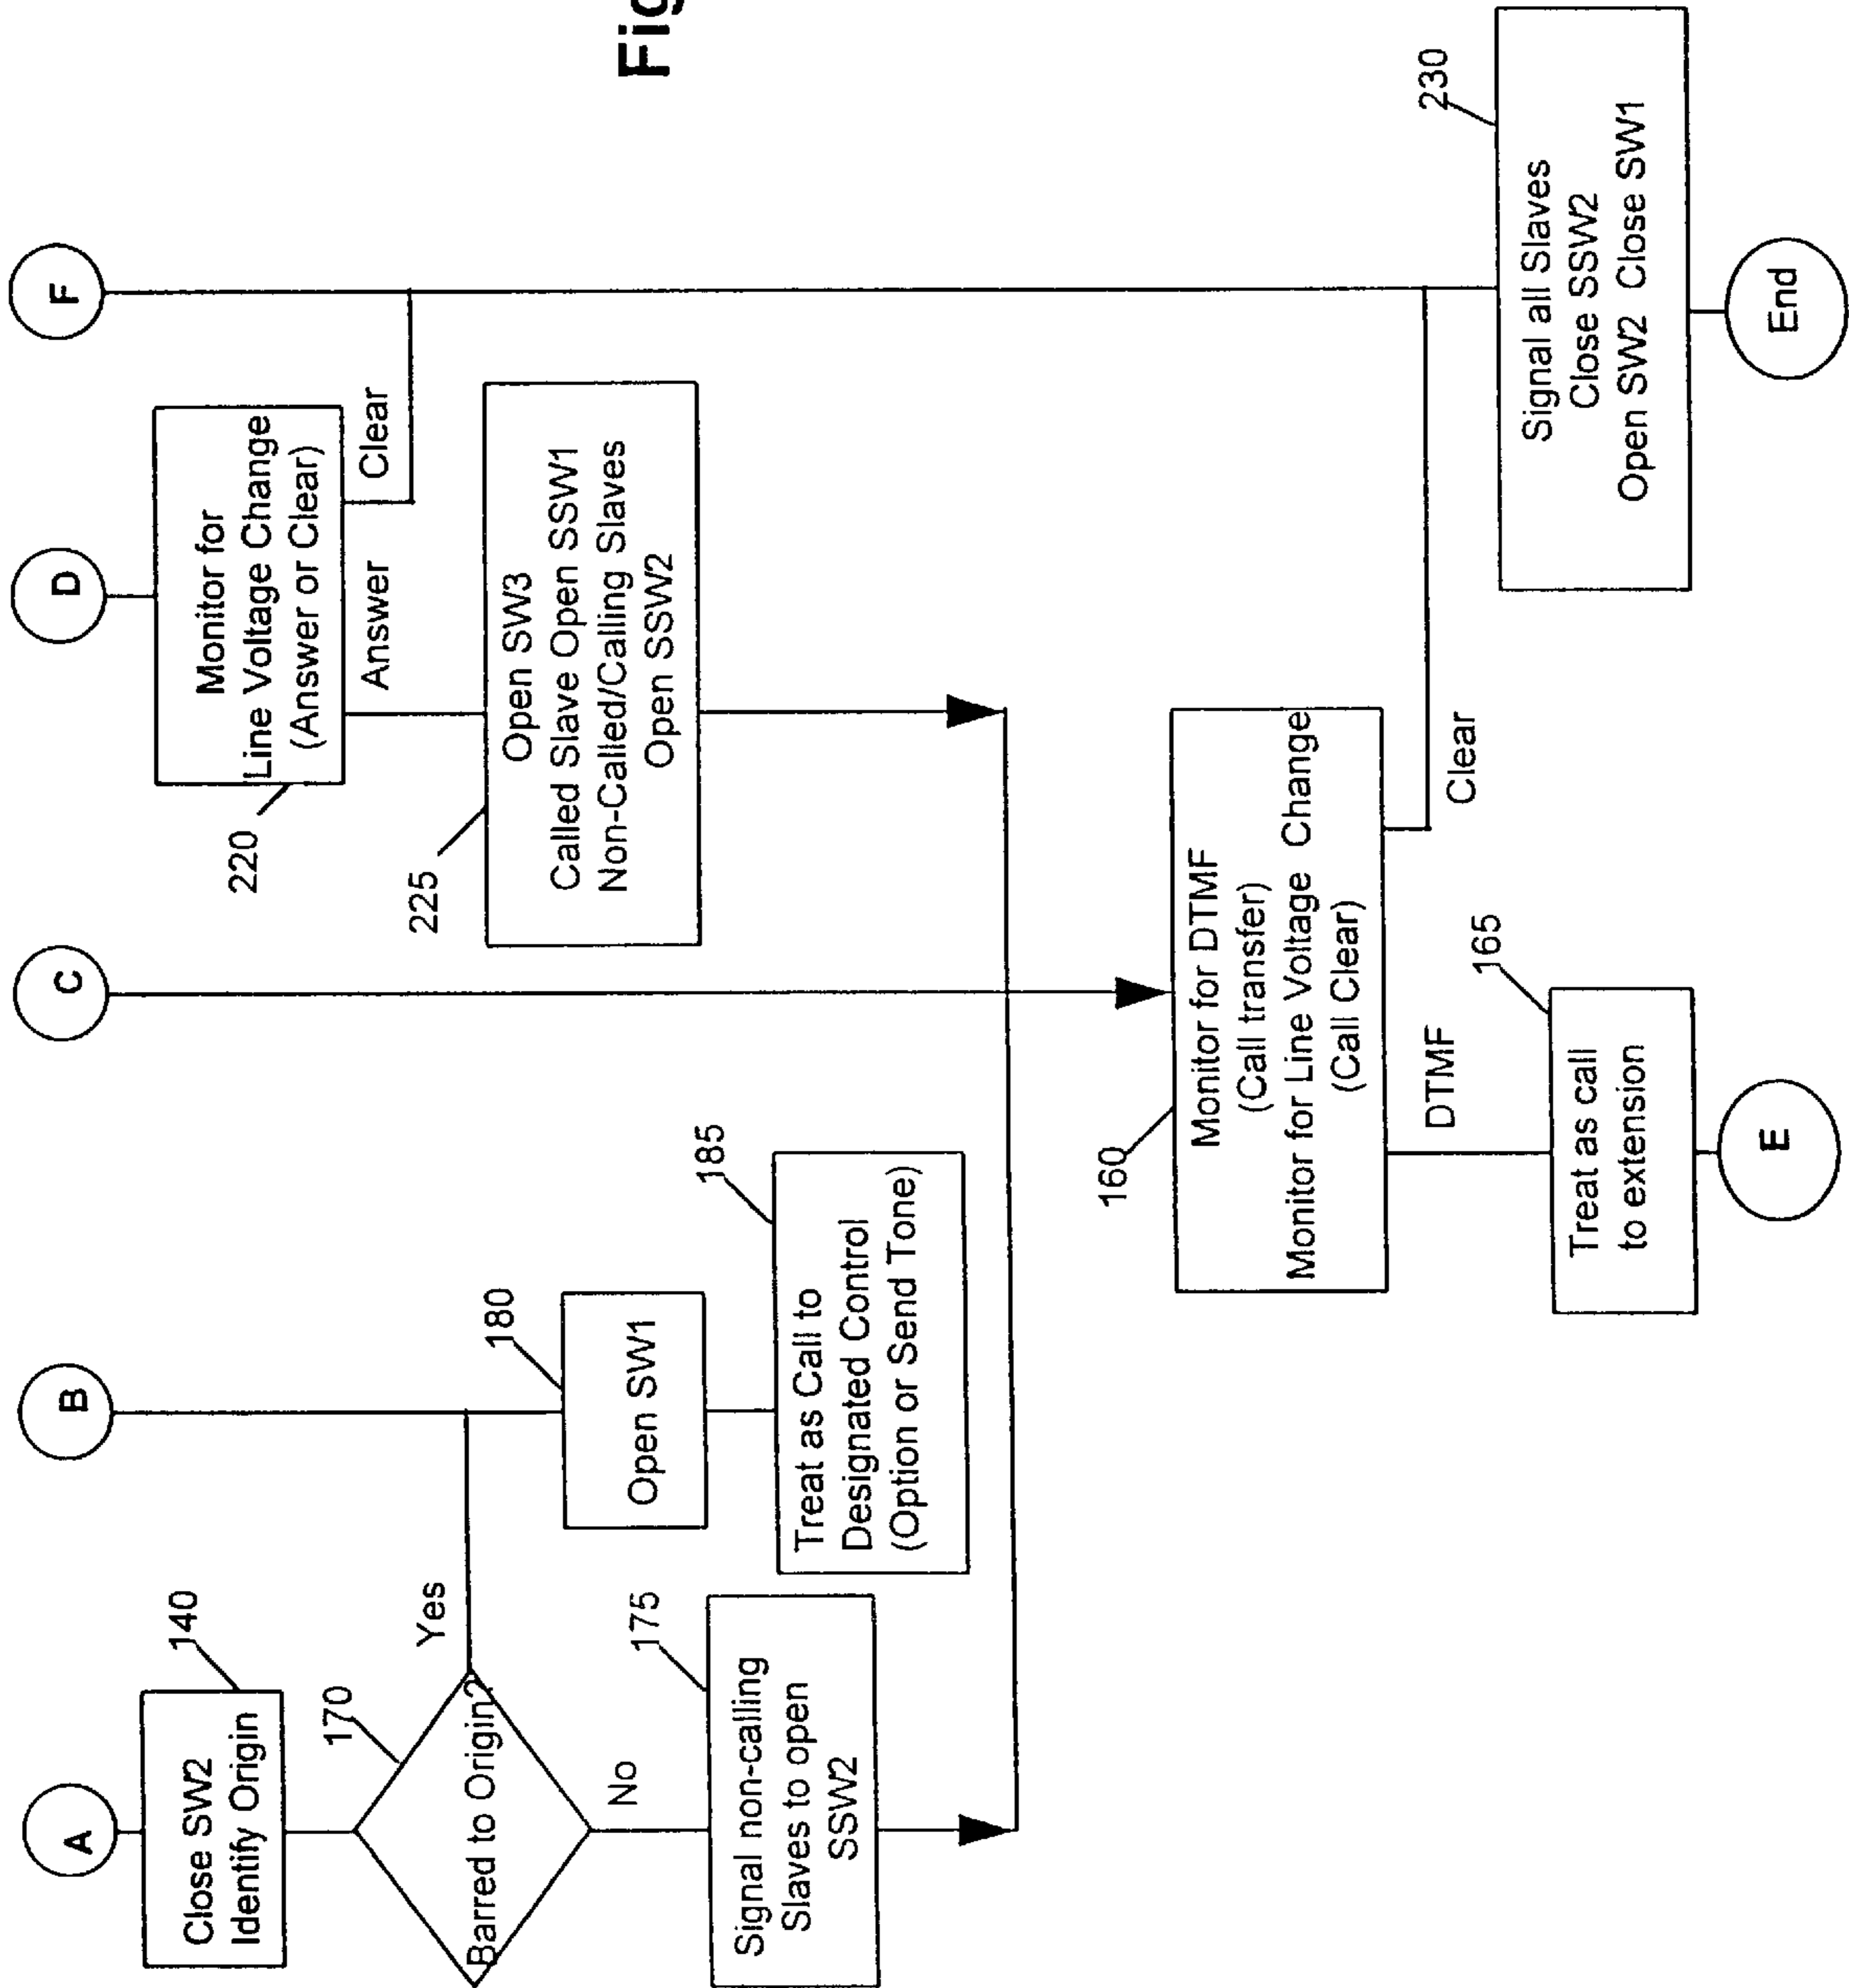 Fig
A
B
C
D
F
140
Close SW2
Identify Origin
170
Barred to Origin?
Yes
No
175
Signal non-calling
Slaves to open
SSW2
180
Open SW1
185
Treat as Call to
Designated Control
(Option or Send Tone)
220
Monitor for
Line Voltage Change
(Answer or Clear)
Answer
Clear
225
Open SW3
Called Slave Open SSW1
Non-Called/Calling Slaves
Open SSW2
160
Monitor for DTMF
(Call transfer)
Monitor for Line Voltage Change
(Call Clear)
DTMF
Clear
165
Treat as call
to extension
E
230
Signal all Slaves
Close SSW2
Open SW2 Close SW1
End